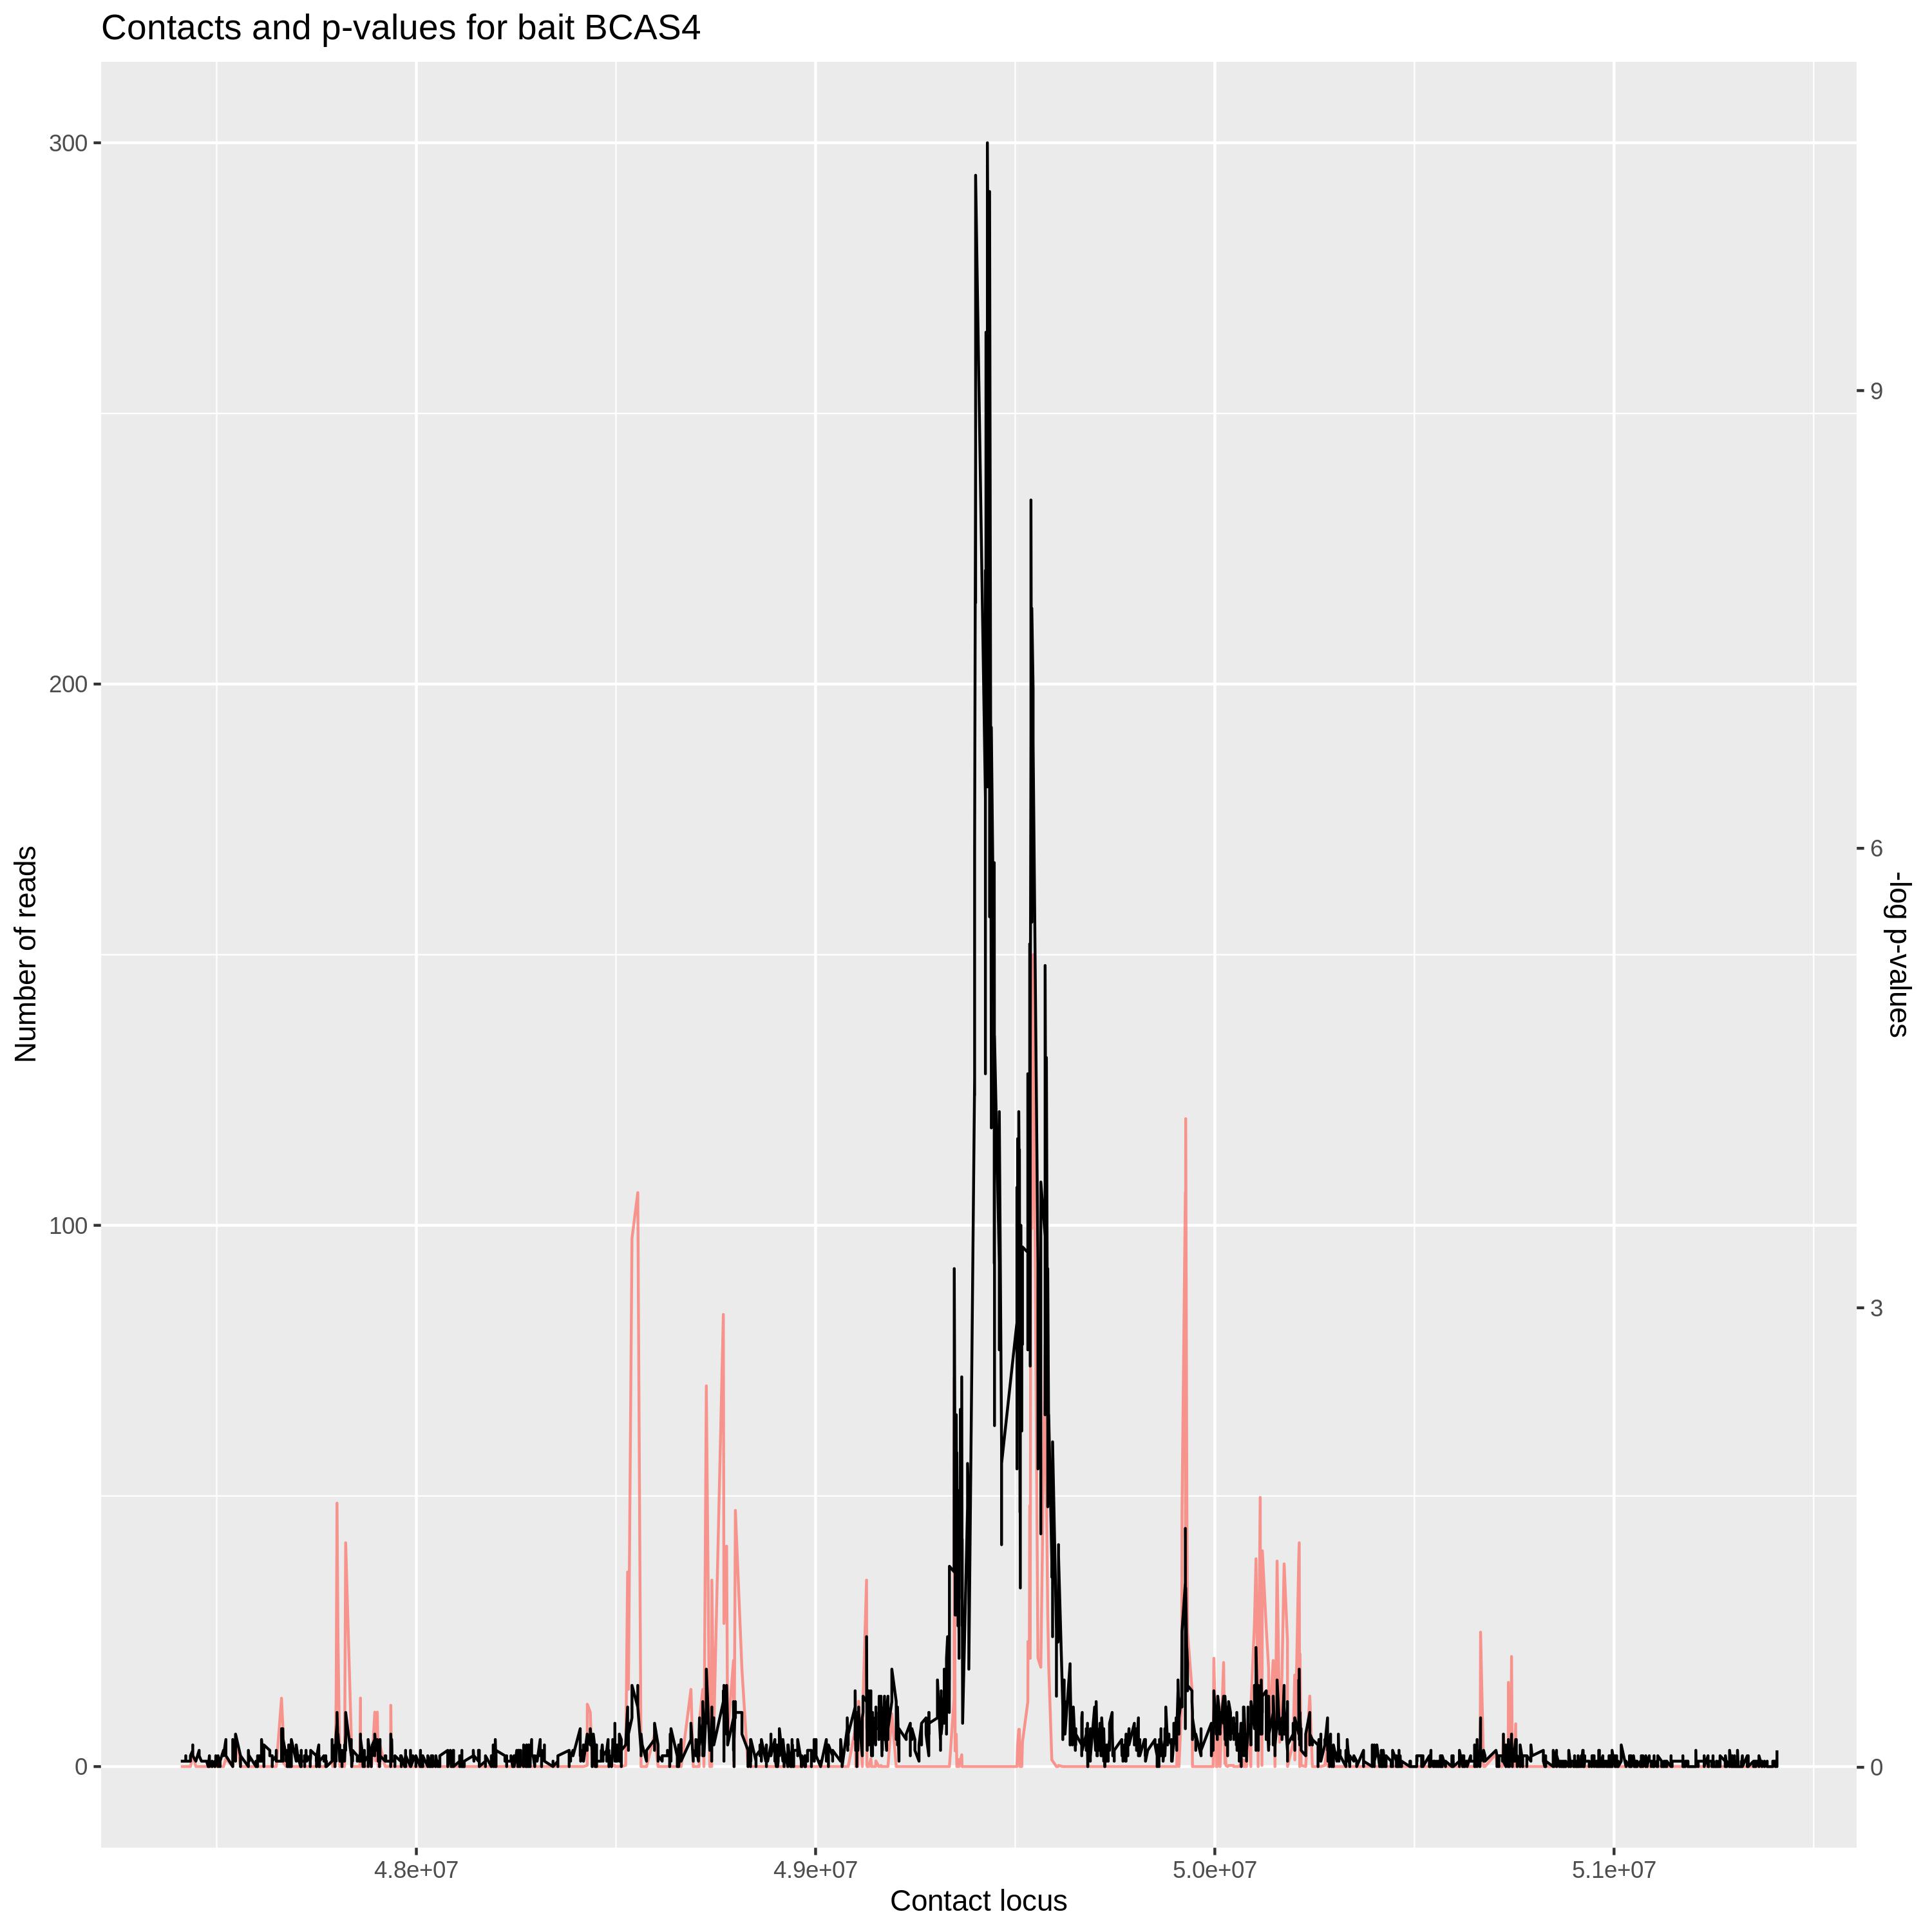 Contacts and p-values for bait BCAS4
300
200
100
0
Number of reads
9
6
3
0
-log p-values
4.8e+07
4.9e+07
5.0e+07
5.1e+07
Contact locus